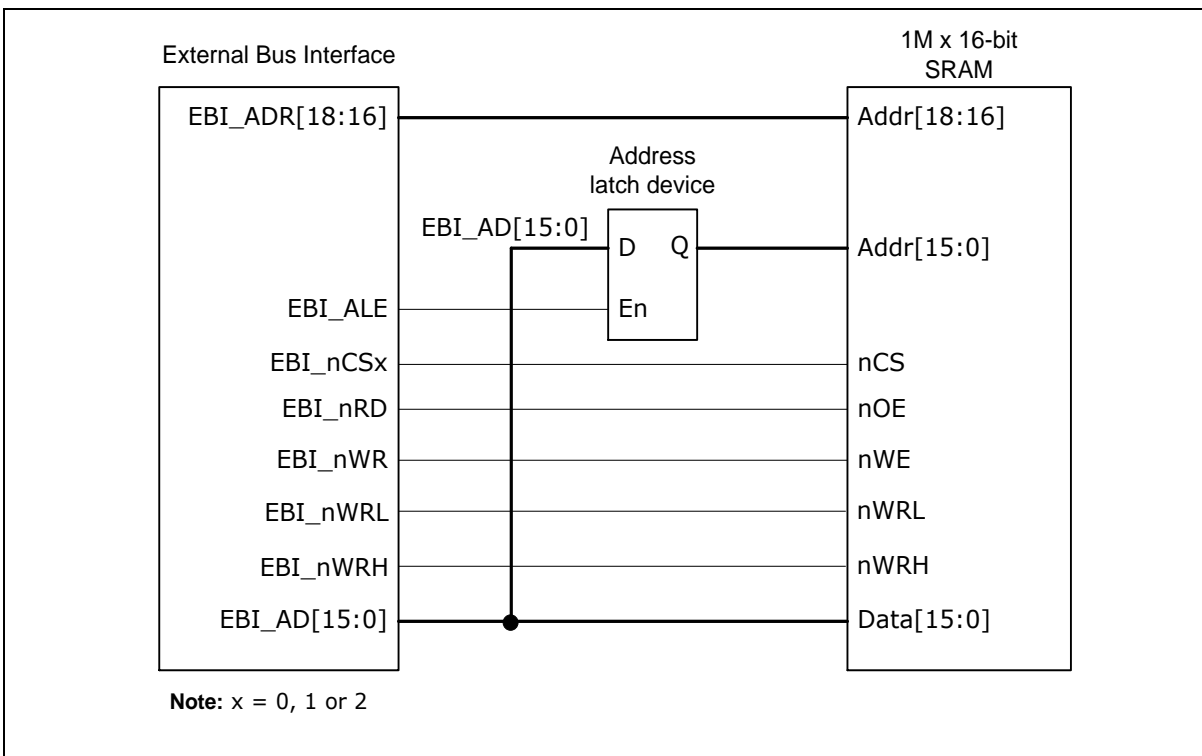 External Bus Interface
1M x 16-bit
SRAM
EBI_ADR[18:16]
Addr[18:16]
Address
latch device
EBI_AD[15:0]
D
Q
Addr[15:0]
EBI_ALE
En
EBI_nCSx
nCS
EBI_nRD
nOE
EBI_nWR
nWE
EBI_nWRL
nWRL
EBI_nWRH
nWRH
EBI_AD[15:0]
Data[15:0]
Note: x = 0, 1 or 2